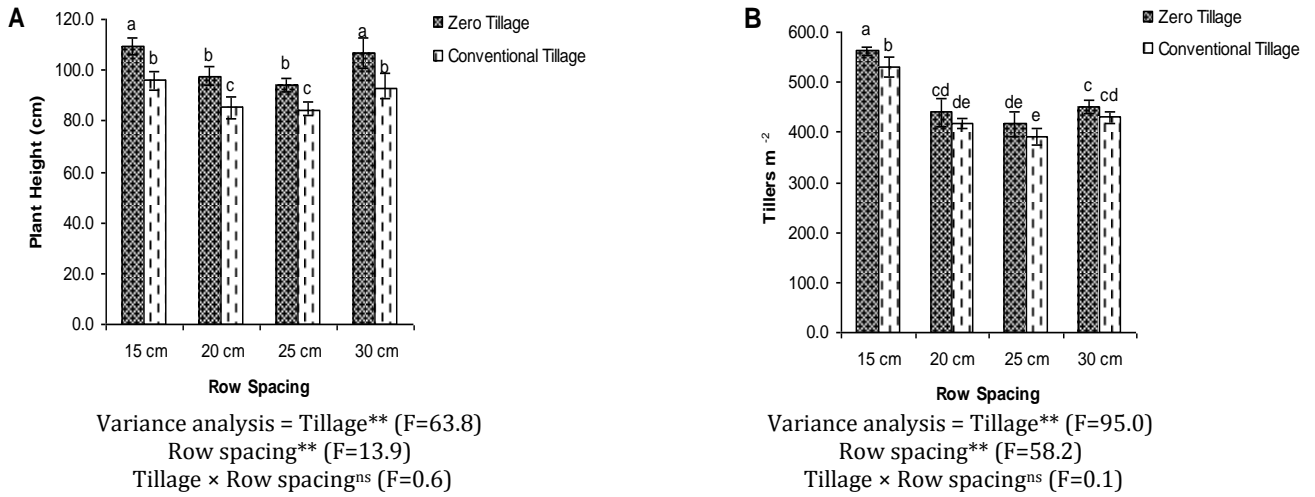 A
Plant Height (cm)
120.0
100.0
80.0
60.0
40.0
20.0
0.0
a
b
b
c
b
c
a
b
15 cm 20 cm 25 cm 30 cm
Row Spacing
Zero Tillage
Conventional Tillage
Variance analysis = Tillage** (F=63.8)
Row spacing** (F=13.9)
Tillage × Row spacingⁿˢ (F=0.6)
B
Tillers m⁻²
600.0
500.0
400.0
300.0
200.0
100.0
0.0
a
b
cd
de
de
e
c
cd
15 cm 20 cm 25 cm 30 cm
Row Spacing
Zero Tillage
Conventional Tillage
Variance analysis = Tillage** (F=95.0)
Row spacing** (F=58.2)
Tillage × Row spacingⁿˢ (F=0.1)